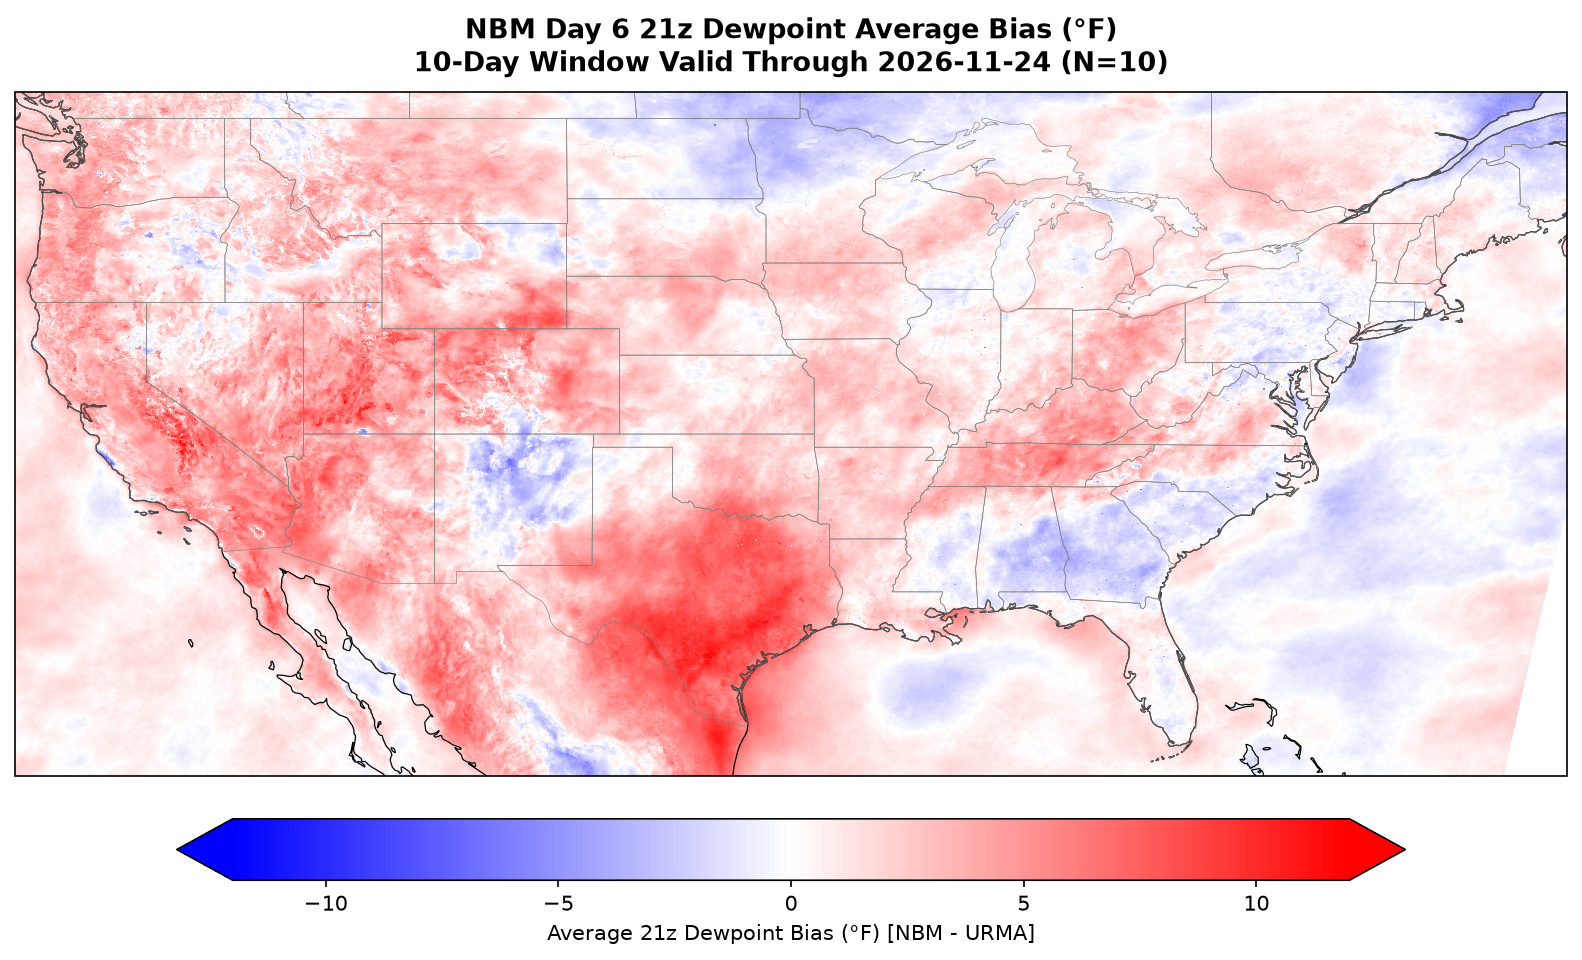 NBM Day 6 21z Dewpoint Average Bias (°F)
10-Day Window Valid Through 2026-11-24 (N=10)
−10 −5 0 5 10
Average 21z Dewpoint Bias (°F) [NBM - URMA]